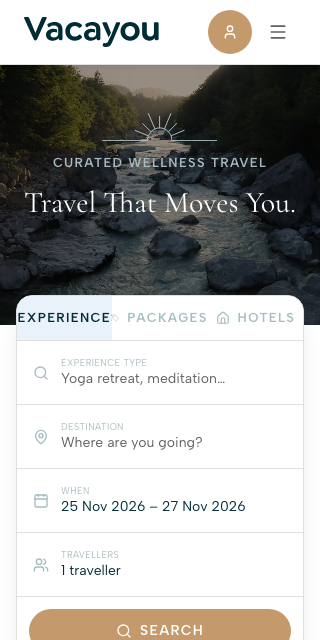 Vacayou
CURATED WELLNESS TRAVEL
Travel That Moves You.
EXPERIENCE PACKAGES HOTELS
EXPERIENCE TYPE
Yoga retreat, meditation…
DESTINATION
Where are you going?
WHEN
25 Nov 2026 – 27 Nov 2026
TRAVELLERS
1 traveller
SEARCH